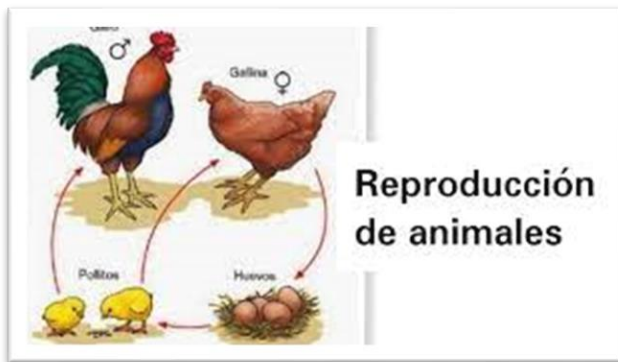 ♂
Gallina
♀
Reproducción
de animales
Pollitos
Huevos